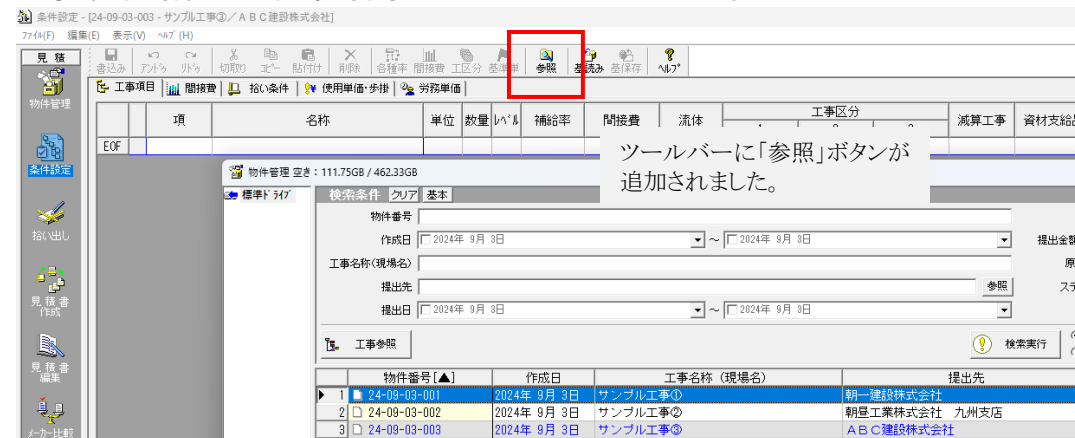 条件設定 - [24-09-03-003 - サンプル工事③／ＡＢＣ建設株式会社]
ﾌｧｲﾙ(F) 編集(E) 表示(V) ﾍﾙﾌﾟ(H)
見 積
書込み ｱﾝﾄﾞｩ ﾘﾄﾞｩ 切取り ｺﾋﾟｰ 貼付け 削除 各種率 間接費 工区分 基準単 参照 基読み 基保存 ﾍﾙﾌﾟ
工事項目 間接費 拾い条件 使用単価・歩掛 労務単価
物件管理
項 名称 単位 数量 ﾚﾍﾞﾙ 補給率 間接費 流体 工事区分 減算工事 資材支給
EOF
ツールバーに「参照」ボタンが
追加されました。
条件設定
物件管理 空き：111.75GB / 462.33GB
標準ﾄﾞﾗｲﾌﾞ
検索条件 クリア 基本
物件番号
拾い出し
作成日 2024年 9月 3日 ～ 2024年 9月 3日 提出金額
工事名称(現場名)
提出先 参照
見 積 書
作成
提出日 2024年 9月 3日 ～ 2024年 9月 3日
工事参照 検索実行
見 積 書
編集
物件番号[▲] 作成日 工事名称（現場名） 提出先
1 24-09-03-001 2024年 9月 3日 サンプル工事① 朝一建設株式会社
2 24-09-03-002 2024年 9月 3日 サンプル工事② 朝昼工業株式会社 九州支店
3 24-09-03-003 2024年 9月 3日 サンプル工事③ ＡＢＣ建設株式会社
ﾒｰｶｰ比較